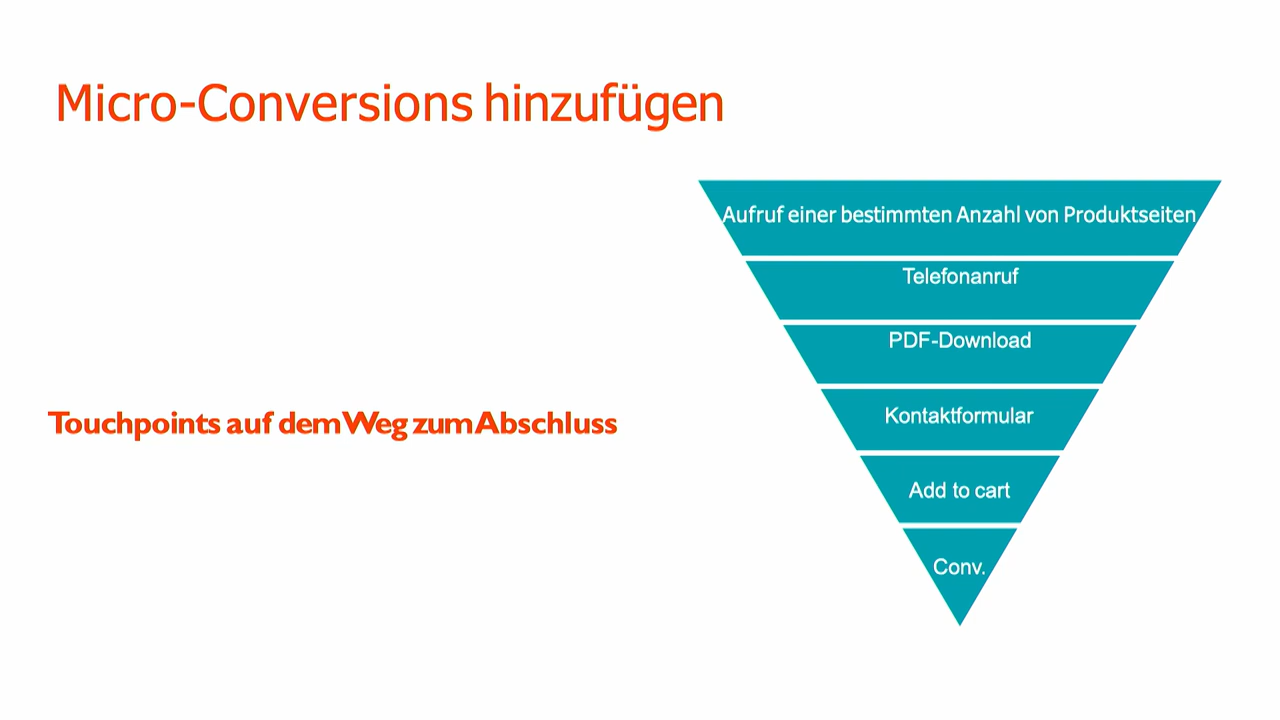 Micro-Conversions hinzufügen
Aufruf einer bestimmten Anzahl von Produktseiten
Telefonanruf
PDF-Download
Kontaktformular
Add to cart
Conv.
Touchpoints auf dem Weg zum Abschluss